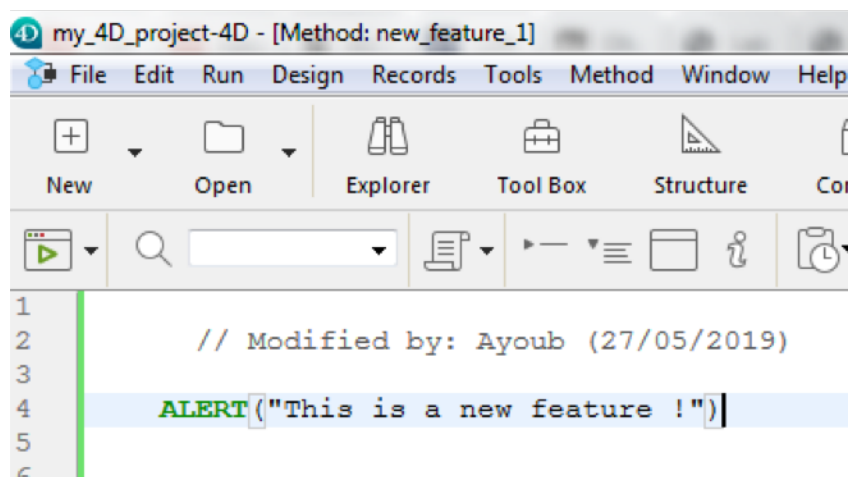 4D my_4D_project-4D - [Method: new_feature_1]
File Edit Run Design Records Tools Method Window Help
New Open Explorer Tool Box Structure
1
2 // Modified by: Ayoub (27/05/2019)
3
4 ALERT("This is a new feature !")
5